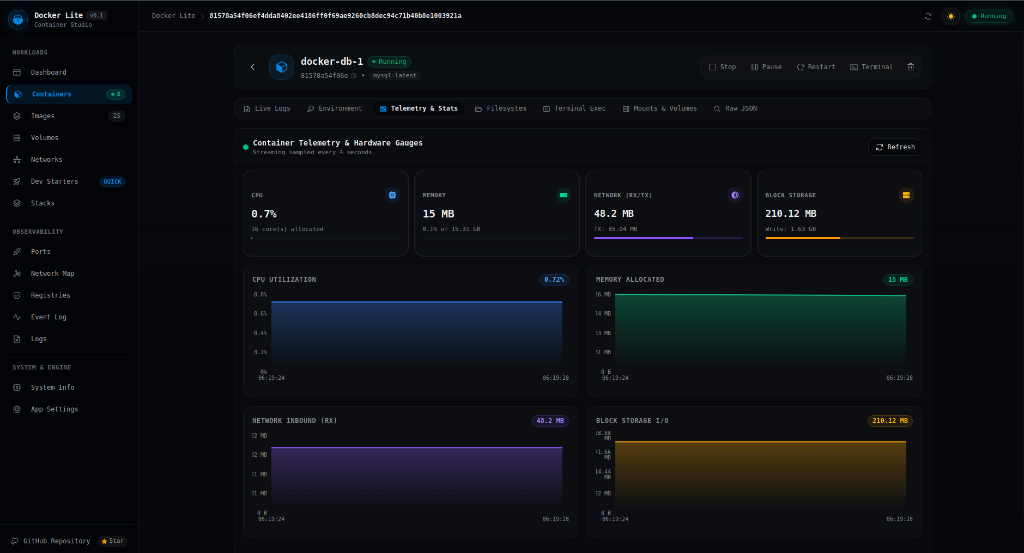 Docker Lite v0.1
Container Studio
WORKLOADS
Dashboard
Containers 8
Images 25
Volumes
Networks
Dev Starters QUICK
Stacks
OBSERVABILITY
Ports
Network Map
Registries
Event Log
Logs
SYSTEM & ENGINE
System Info
App Settings
GitHub Repository Star
Docker Lite > 81578a54f06ef4dda8402ee4186ff0f69ae9260cb8dec94c71b40b8e1003921a
Running
docker-db-1 Running
81578a54f06e • mysql:latest
Stop Pause Restart Terminal
Live Logs Environment Telemetry & Stats Filesystem Terminal Exec Mounts & Volumes Raw JSON
Container Telemetry & Hardware Gauges
Streaming sampled every 4 seconds
Refresh
CPU
0.7%
16 core(s) allocated
MEMORY
15 MB
0.1% of 15.31 GB
NETWORK (RX/TX)
48.2 MB
TX: 85.04 MB
BLOCK STORAGE
210.12 MB
Write: 1.63 GB
CPU UTILIZATION 0.72%
0.8%
0.6%
0.4%
0.2%
0%
06:19:24 06:19:28
MEMORY ALLOCATED 15 MB
0 B
06:19:24 06:19:28
NETWORK INBOUND (RX) 48.2 MB
0 B
06:19:24 06:19:28
BLOCK STORAGE I/O 210.12 MB
0 B
06:19:24 06:19:28